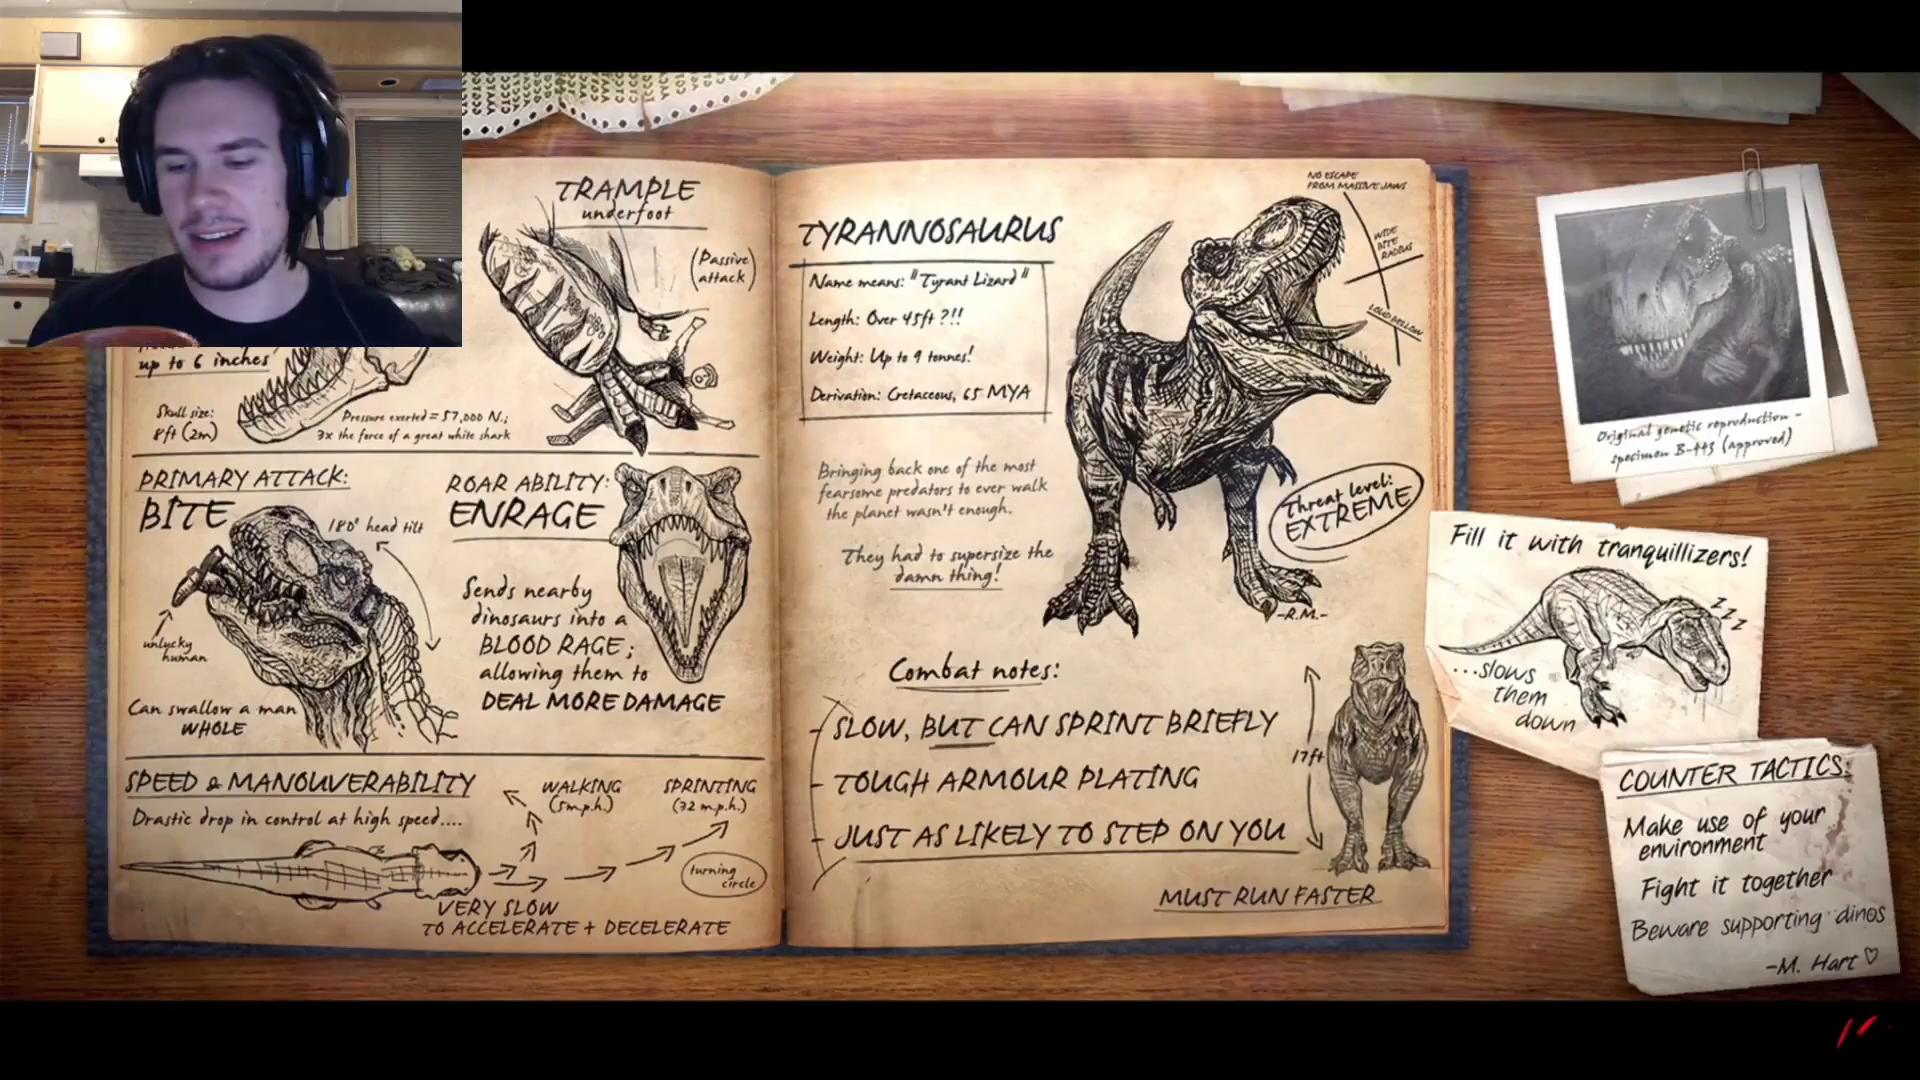 TRAMPLE
underfoot
(Passive
attack)
up to 6 inches
Skull size:
8ft (2m)
Pressure exerted = 57,000 N.;
3x the force of a great white shark
PRIMARY ATTACK:
BITE
180° head tilt
unlucky
human
Can swallow a man
WHOLE
ROAR ABILITY:
ENRAGE
Sends nearby
dinosaurs into a
BLOOD RAGE;
allowing them to
DEAL MORE DAMAGE
SPEED & MANOUVERABILITY
Drastic drop in control at high speed....
WALKING
(5m.p.h.)
SPRINTING
(32 m.p.h.)
turning
circle
VERY SLOW
TO ACCELERATE + DECELERATE
TYRANNOSAURUS
Name means: "Tyrant Lizard"
Length: Over 45ft ?!!
Weight: Up to 9 tonnes!
Derivation: Cretaceous, 65 MYA
NO ESCAPE
FROM MASSIVE JAWS
WIDE
BITE
RADIUS
LOUD BELLOW
Bringing back one of the most
fearsome predators to ever walk
the planet wasn't enough.
They had to supersize the
damn thing!
Threat level:
EXTREME
-R.M.-
Combat notes:
- SLOW, BUT CAN SPRINT BRIEFLY
- TOUGH ARMOUR PLATING
- JUST AS LIKELY TO STEP ON YOU
17ft
MUST RUN FASTER
Original genetic reproduction -
specimen B-443 (approved)
Fill it with tranquillizers!
z z z
...slows
them
down
COUNTER TACTICS:
Make use of your
environment
Fight it together
Beware supporting dinos
-M. Hart ♡